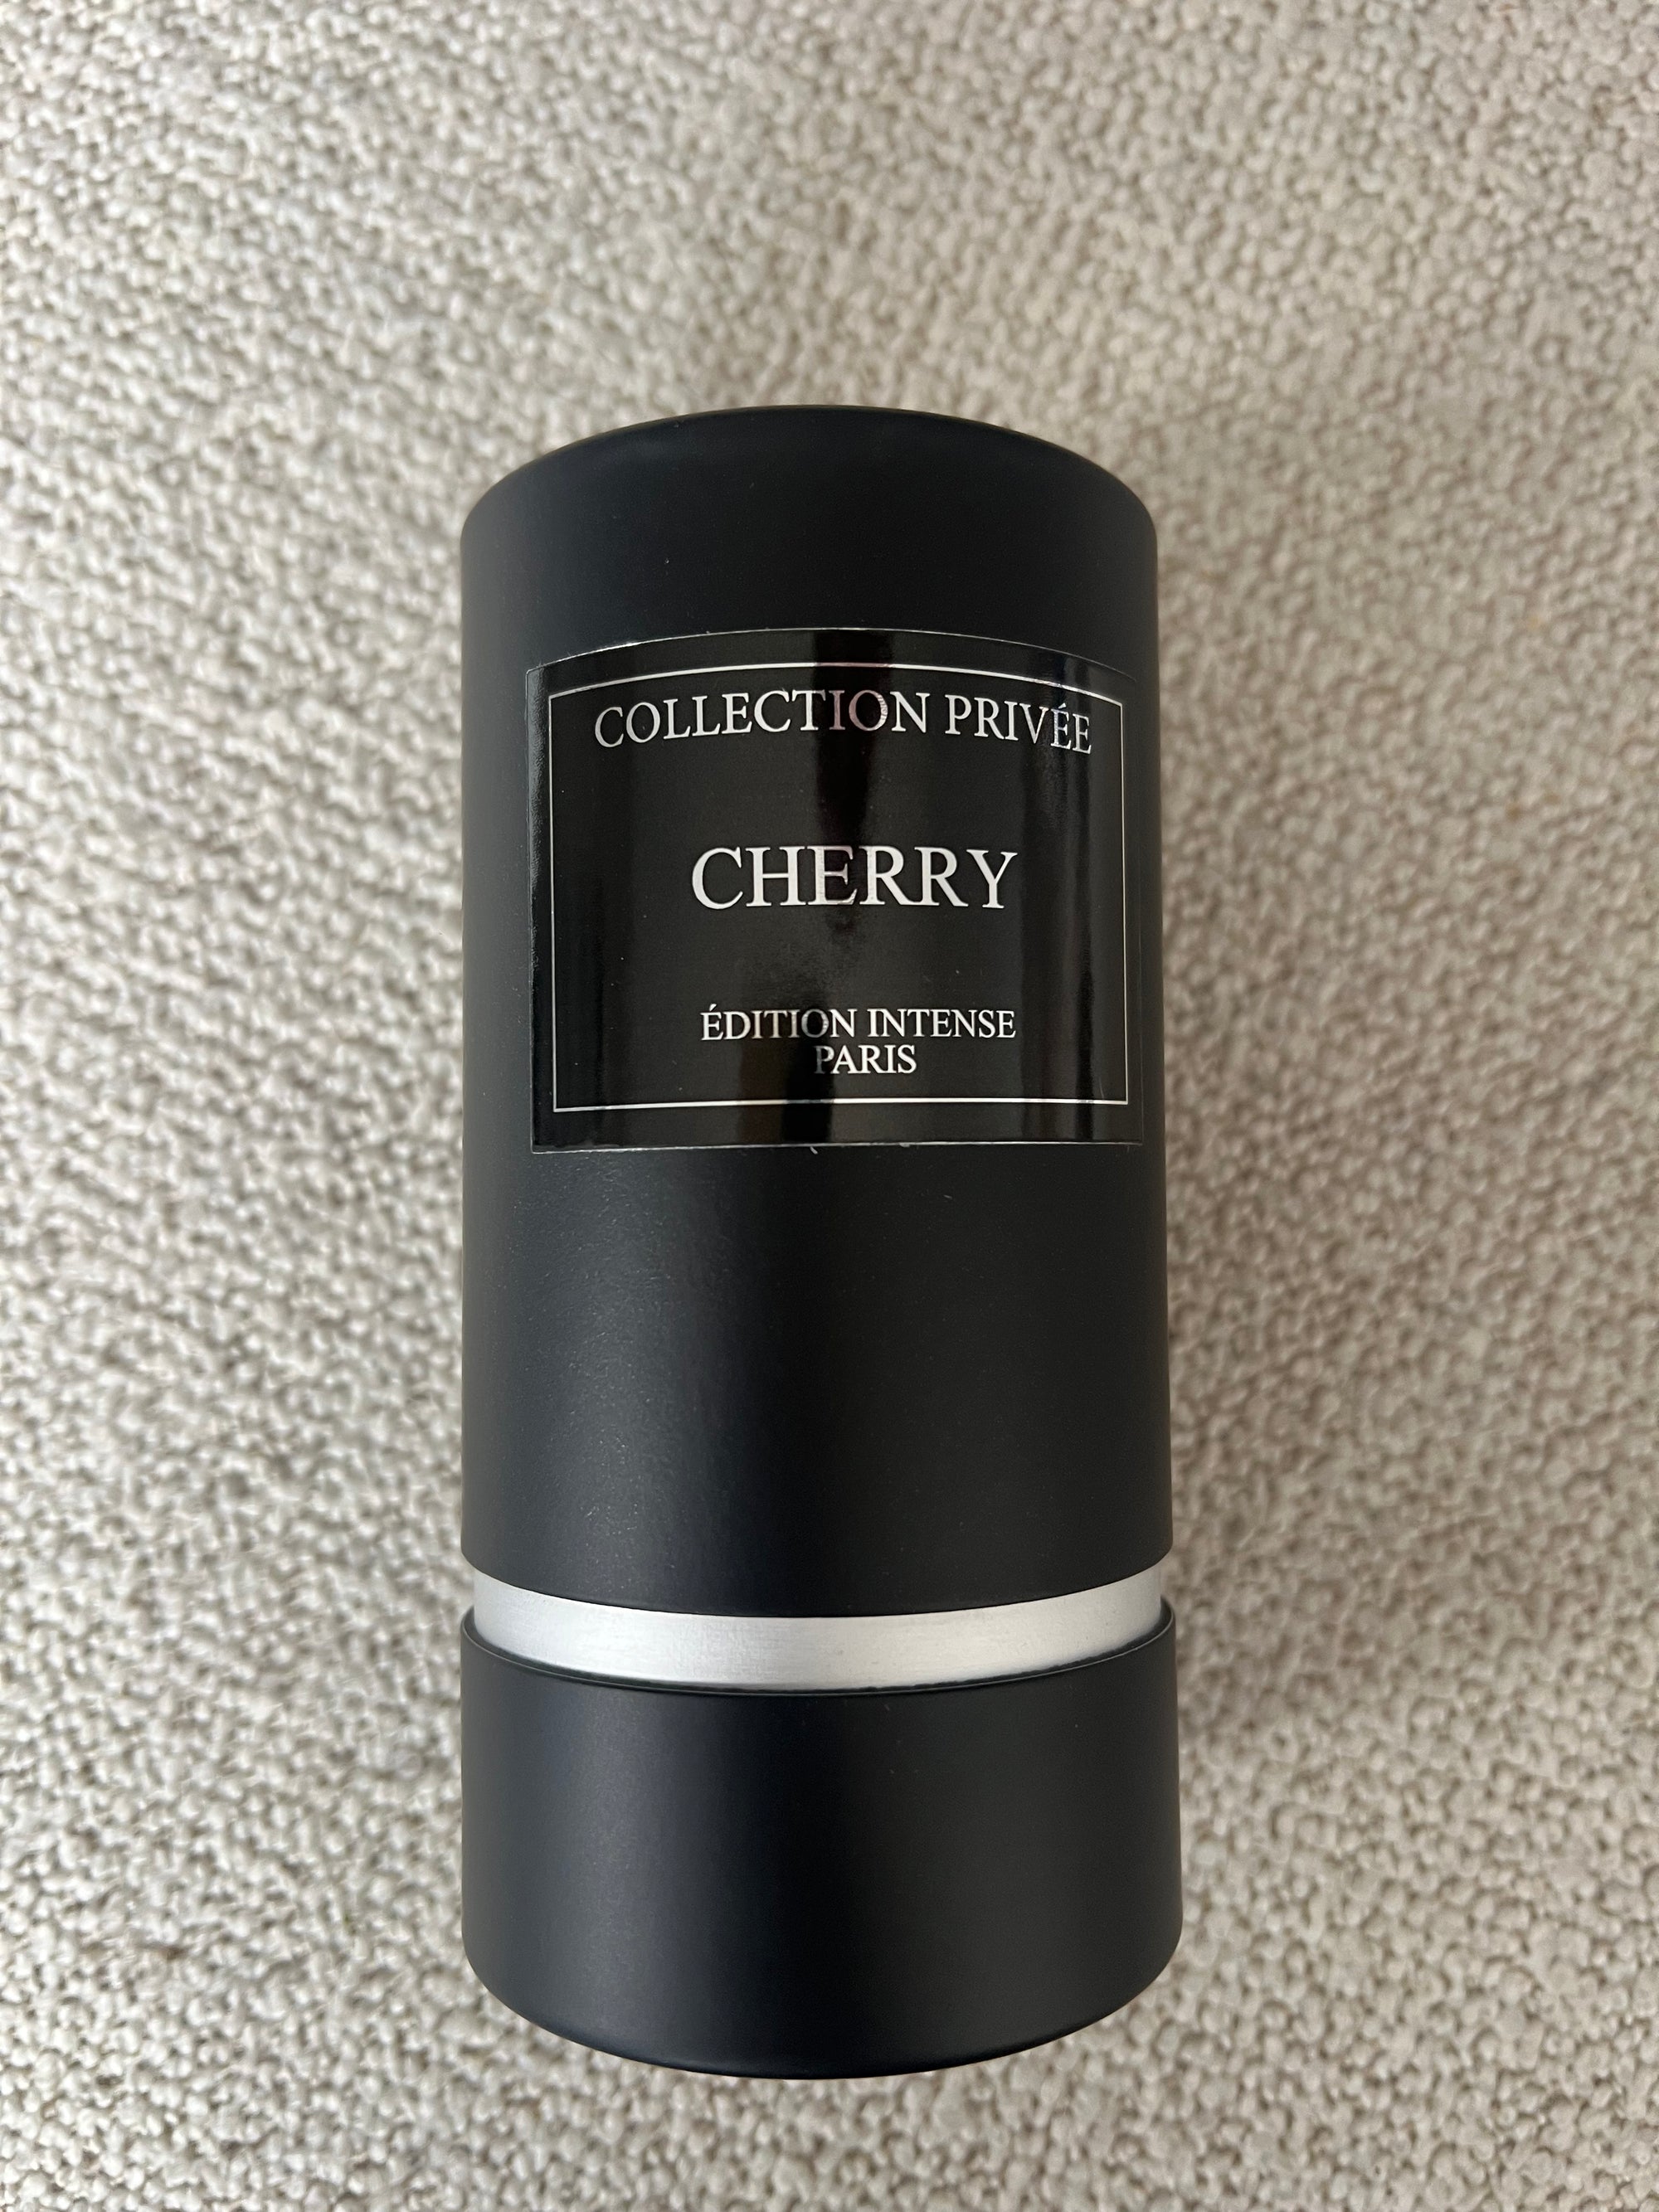 COLLECTION PRIVÉE
CHERRY
ÉDITION INTENSE
PARIS